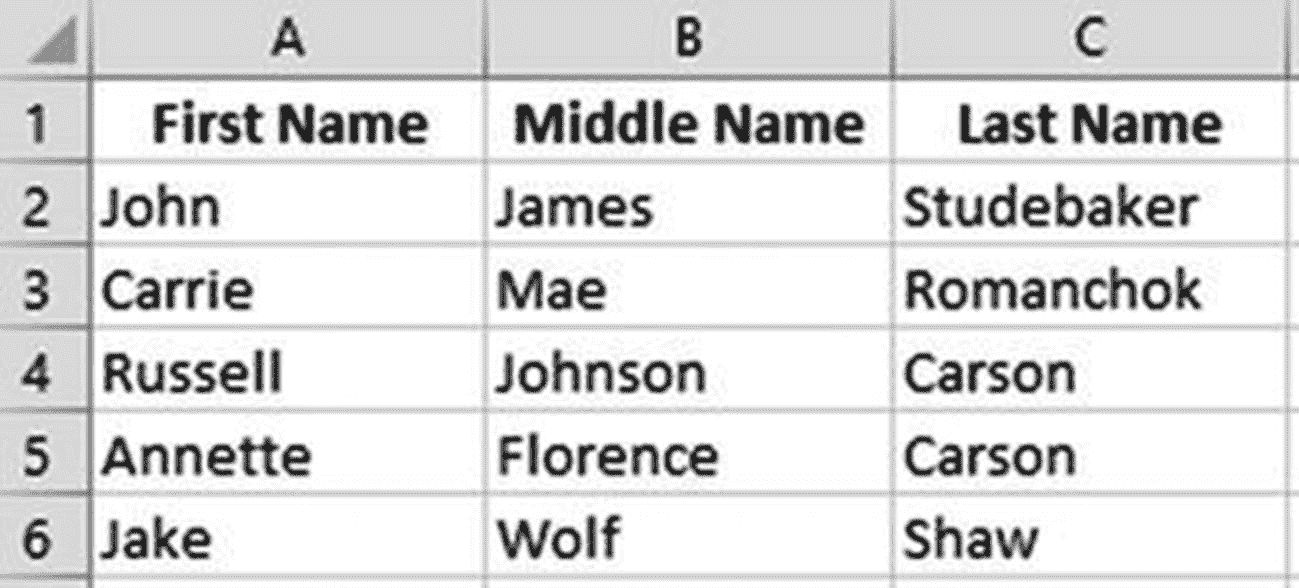 A B C
1 First Name Middle Name Last Name
2 John James Studebaker
3 Carrie Mae Romanchok
4 Russell Johnson Carson
5 Annette Florence Carson
6 Jake Wolf Shaw